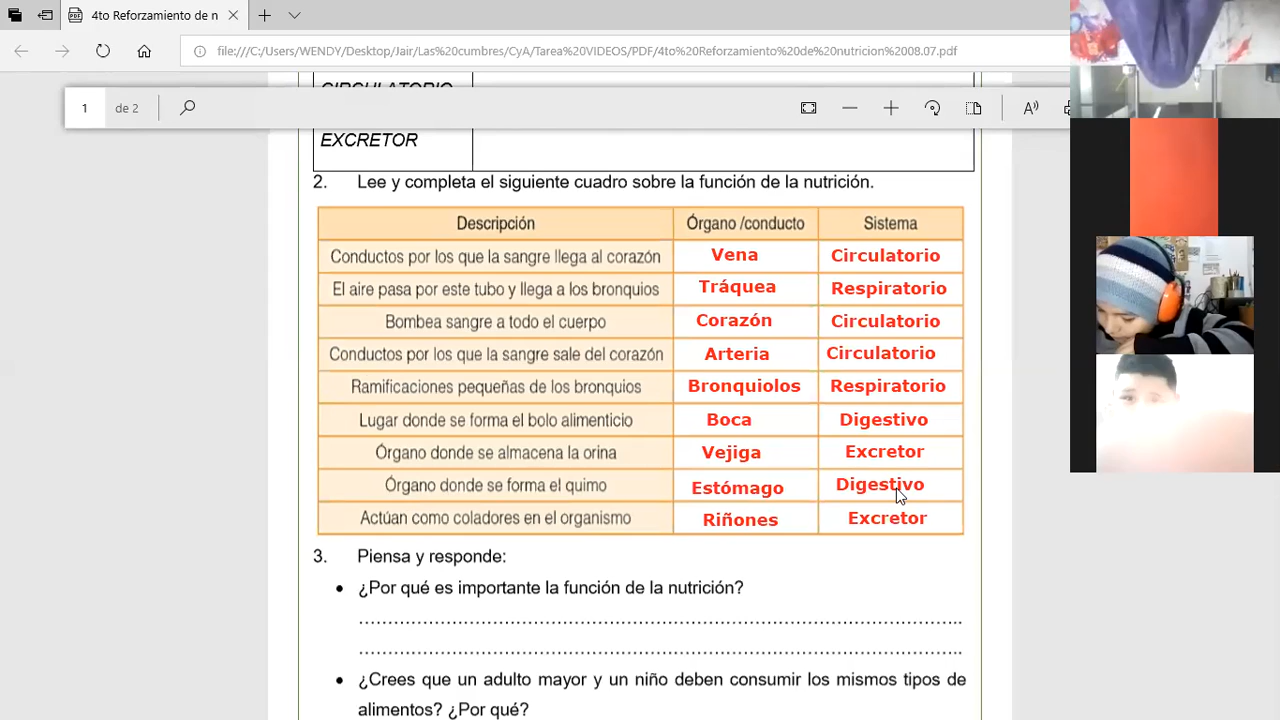 4to Reforzamiento de n
file:///C:/Users/WENDY/Desktop/Jair/Las%20cumbres/CyA/Tarea%20VIDEOS/PDF/4to%20Reforzamiento%20de%20nutricion%2008.07.pdf
CIRCULATORIO
1 de 2
EXCRETOR
2. Lee y completa el siguiente cuadro sobre la función de la nutrición.
Descripción Órgano /conducto Sistema
Conductos por los que la sangre llega al corazón Vena Circulatorio
El aire pasa por este tubo y llega a los bronquios Tráquea Respiratorio
Bombea sangre a todo el cuerpo Corazón Circulatorio
Conductos por los que la sangre sale del corazón Arteria Circulatorio
Ramificaciones pequeñas de los bronquios Bronquiolos Respiratorio
Lugar donde se forma el bolo alimenticio Boca Digestivo
Órgano donde se almacena la orina Vejiga Excretor
Órgano donde se forma el quimo Estómago Digestivo
Actúan como coladores en el organismo Riñones Excretor
3. Piensa y responde:
• ¿Por qué es importante la función de la nutrición?
• ¿Crees que un adulto mayor y un niño deben consumir los mismos tipos de
alimentos? ¿Por qué?